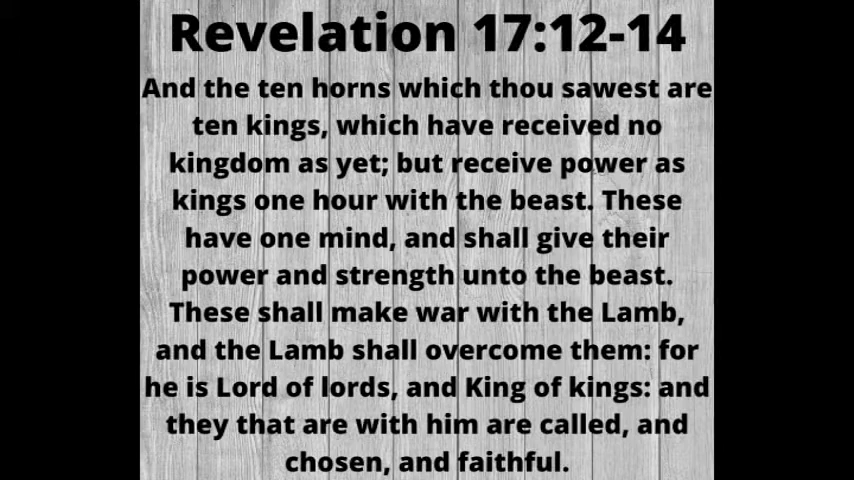 Revelation 17:12-14
And the ten horns which thou sawest are
ten kings, which have received no
kingdom as yet; but receive power as
kings one hour with the beast. These
have one mind, and shall give their
power and strength unto the beast.
These shall make war with the Lamb,
and the Lamb shall overcome them: for
he is Lord of lords, and King of kings: and
they that are with him are called, and
chosen, and faithful.